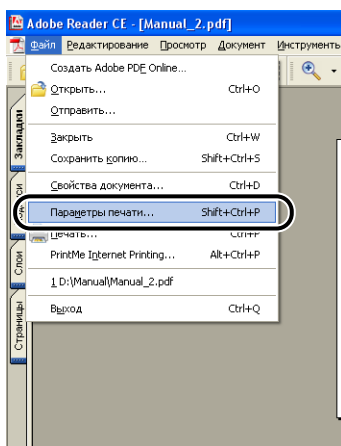 Adobe Reader CE - [Manual_2.pdf]
Файл Редактирование Просмотр Документ Инструменты
Создать Adobe PDF Online...
Открыть... Ctrl+O
Отправить...
Закрыть Ctrl+W
Сохранить копию... Shift+Ctrl+S
Свойства документа... Ctrl+D
Параметры печати... Shift+Ctrl+P
Печать... Ctrl+P
PrintMe Internet Printing... Alt+Ctrl+P
1 D:\Manual\Manual_2.pdf
Выход Ctrl+Q
Закладки
Слои
Страницы